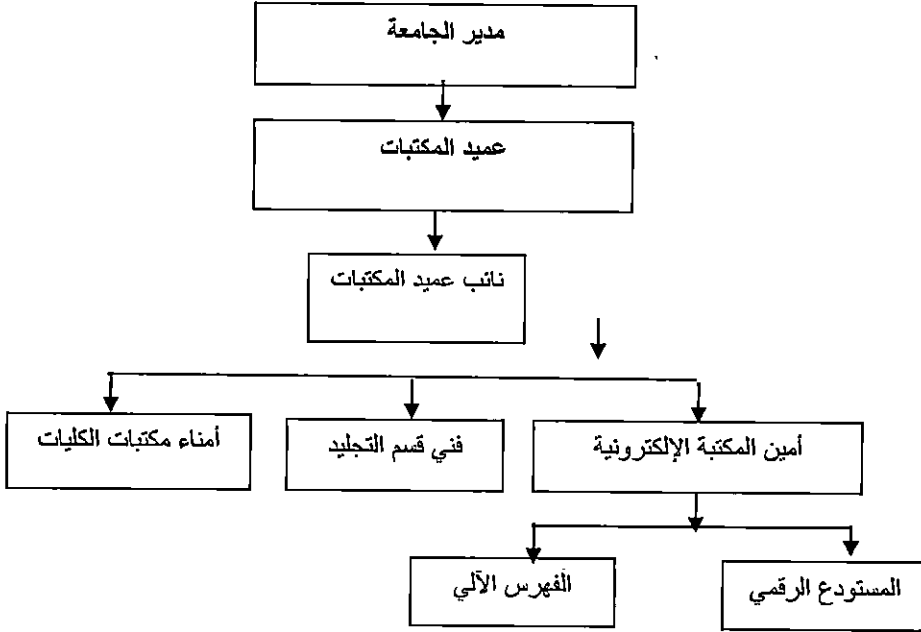 مدير الجامعة
عميد المكتبات
نائب عميد المكتبات
أمين المكتبة الإلكترونية
فني قسم التجليد
أمناء مكتبات الكليات
المستودع الرقمي
الفهرس الآلي